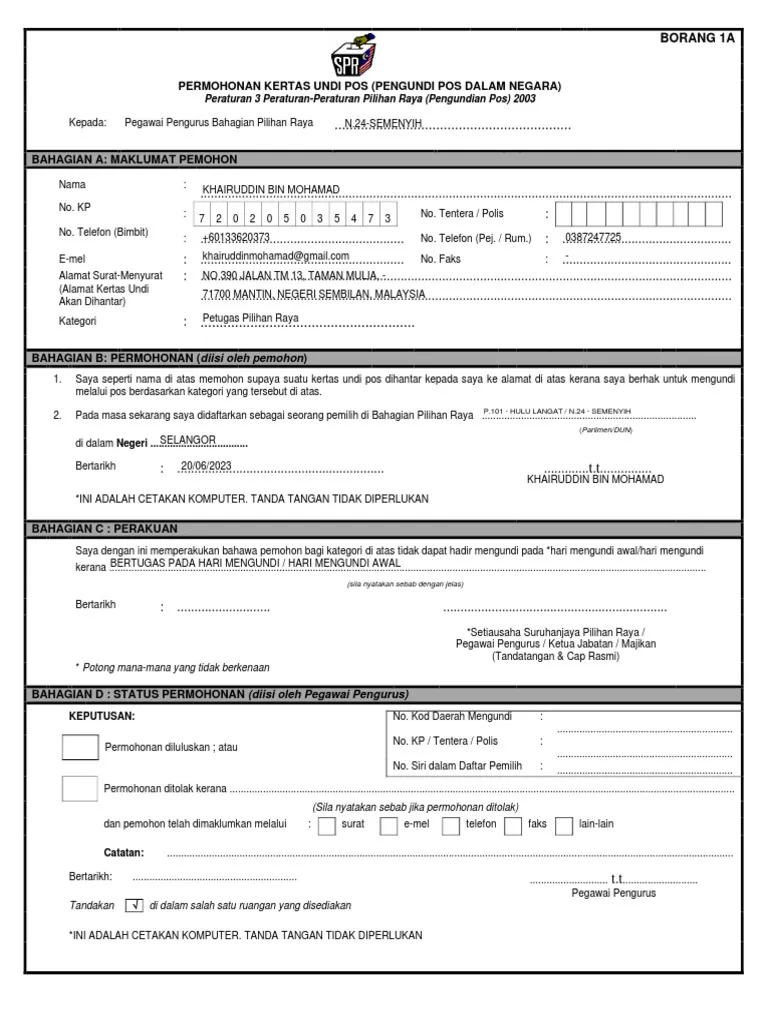 BORANG 1A
SPR
PERMOHONAN KERTAS UNDI POS (PENGUNDI POS DALAM NEGARA)
Peraturan 3 Peraturan-Peraturan Pilihan Raya (Pengundian Pos) 2003
Kepada: Pegawai Pengurus Bahagian Pilihan Raya N.24-SEMENYIH
BAHAGIAN A: MAKLUMAT PEMOHON
Nama : KHAIRUDDIN BIN MOHAMAD
No. KP : 7 2 0 2 0 5 0 3 5 4 7 3 No. Tentera / Polis :
No. Telefon (Bimbit) : +60133620373 No. Telefon (Pej. / Rum.) : 0387247725
E-mel : khairuddinmohamad@gmail.com No. Faks : -
Alamat Surat-Menyurat : NO.390 JALAN TM 13, TAMAN MULIA, -
(Alamat Kertas Undi 71700 MANTIN, NEGERI SEMBILAN, MALAYSIA
Akan Dihantar)
Kategori : Petugas Pilihan Raya
BAHAGIAN B: PERMOHONAN (diisi oleh pemohon)
1. Saya seperti nama di atas memohon supaya suatu kertas undi pos dihantar kepada saya ke alamat di atas kerana saya berhak untuk mengundi
melalui pos berdasarkan kategori yang tersebut di atas.
2. Pada masa sekarang saya didaftarkan sebagai seorang pemilih di Bahagian Pilihan Raya P.101 - HULU LANGAT / N.24 - SEMENYIH
(Parlimen/DUN)
di dalam Negeri SELANGOR
Bertarikh : 20/06/2023 t.t
KHAIRUDDIN BIN MOHAMAD
*INI ADALAH CETAKAN KOMPUTER. TANDA TANGAN TIDAK DIPERLUKAN
BAHAGIAN C : PERAKUAN
Saya dengan ini memperakukan bahawa pemohon bagi kategori di atas tidak dapat hadir mengundi pada *hari mengundi awal/hari mengundi
kerana BERTUGAS PADA HARI MENGUNDI / HARI MENGUNDI AWAL
(sila nyatakan sebab dengan jelas)
Bertarikh :
*Setiausaha Suruhanjaya Pilihan Raya /
Pegawai Pengurus / Ketua Jabatan / Majikan
(Tandatangan & Cap Rasmi)
* Potong mana-mana yang tidak berkenaan
BAHAGIAN D : STATUS PERMOHONAN (diisi oleh Pegawai Pengurus)
KEPUTUSAN:
No. Kod Daerah Mengundi :
Permohonan diluluskan ; atau
No. KP / Tentera / Polis :
No. Siri dalam Daftar Pemilih :
Permohonan ditolak kerana
(Sila nyatakan sebab jika permohonan ditolak)
dan pemohon telah dimaklumkan melalui : surat e-mel telefon faks lain-lain
Catatan:
Bertarikh: t.t
Pegawai Pengurus
Tandakan √ di dalam salah satu ruangan yang disediakan
*INI ADALAH CETAKAN KOMPUTER. TANDA TANGAN TIDAK DIPERLUKAN